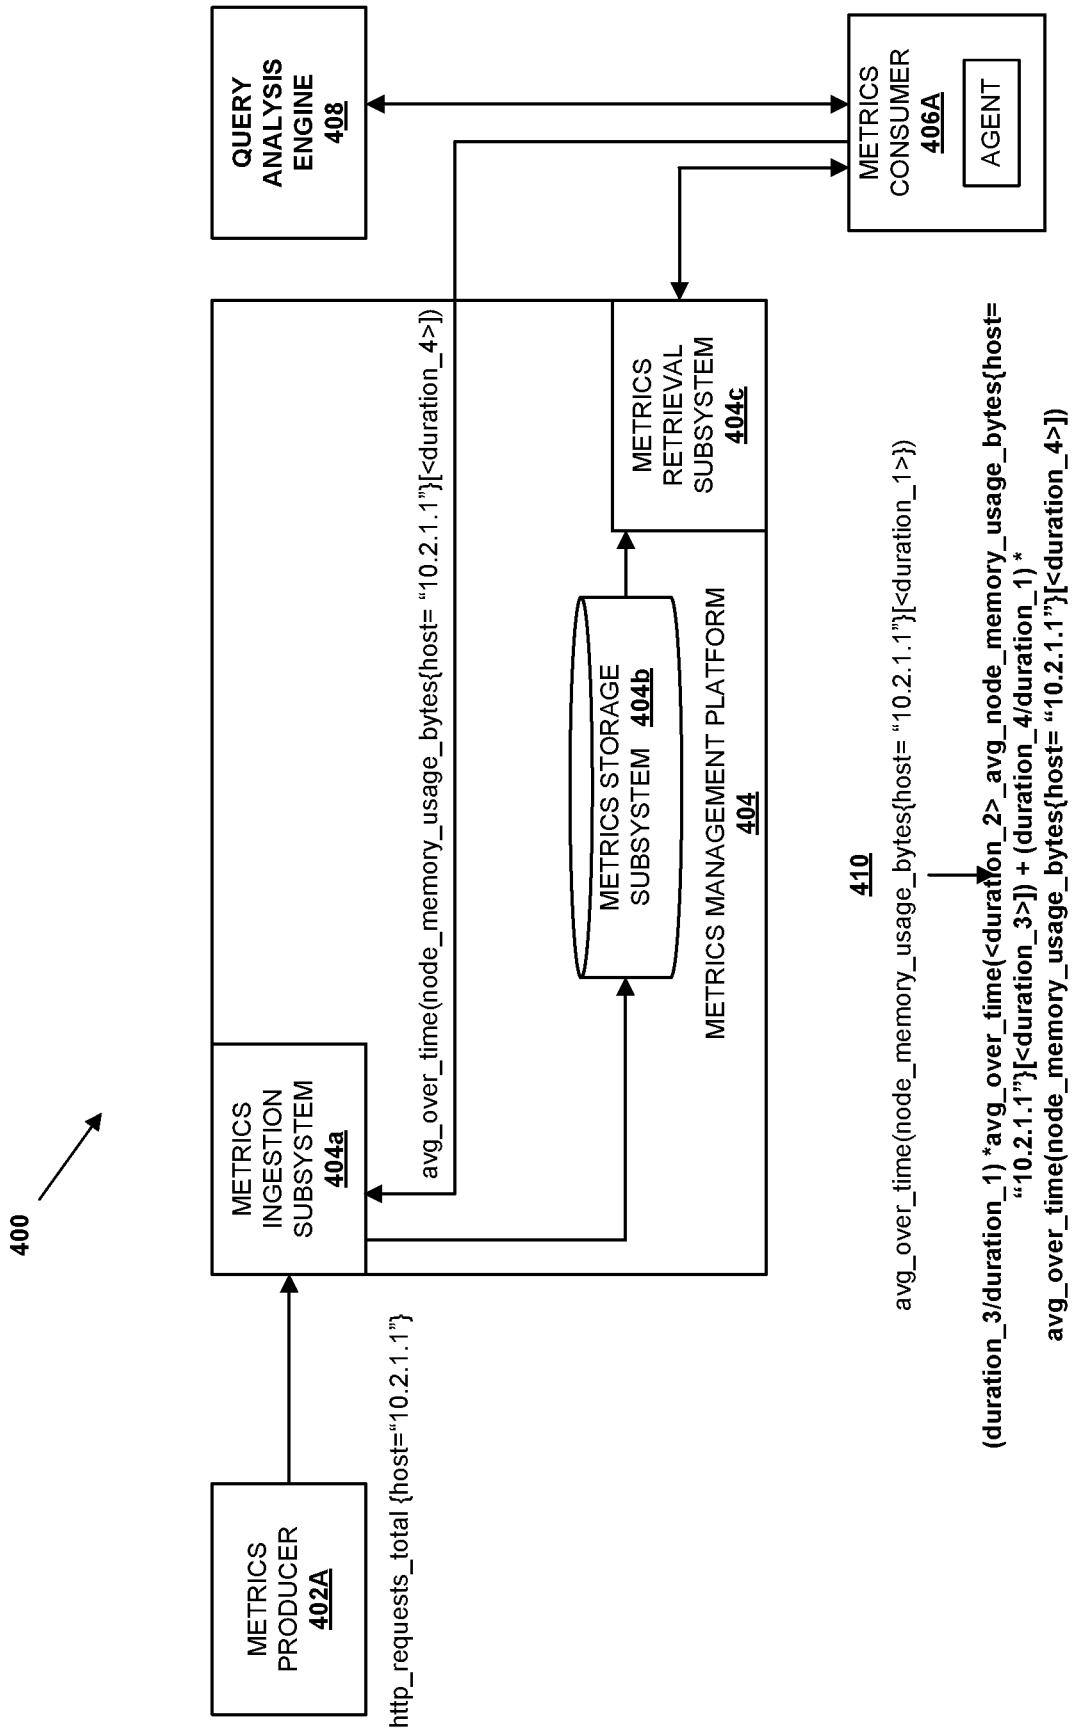 400
METRICS
PRODUCER
402A
http_requests_total {host=“10.2.1.1”}
METRICS
INGESTION
SUBSYSTEM
404a
avg_over_time(node_memory_usage_bytes{host= “10.2.1.1”}[<duration_4>])
METRICS STORAGE
SUBSYSTEM 404b
METRICS
RETRIEVAL
SUBSYSTEM
404c
METRICS MANAGEMENT PLATFORM
404
QUERY
ANALYSIS
ENGINE
408
METRICS
CONSUMER
406A
AGENT
410
avg_over_time(node_memory_usage_bytes{host= “10.2.1.1”}[<duration_1>})
(duration_3/duration_1) *avg_over_time(<duration_2>_avg_node_memory_usage_bytes{host=
“10.2.1.1”}[<duration_3>]) + (duration_4/duration_1) *
avg_over_time(node_memory_usage_bytes{host= “10.2.1.1”}[<duration_4>])